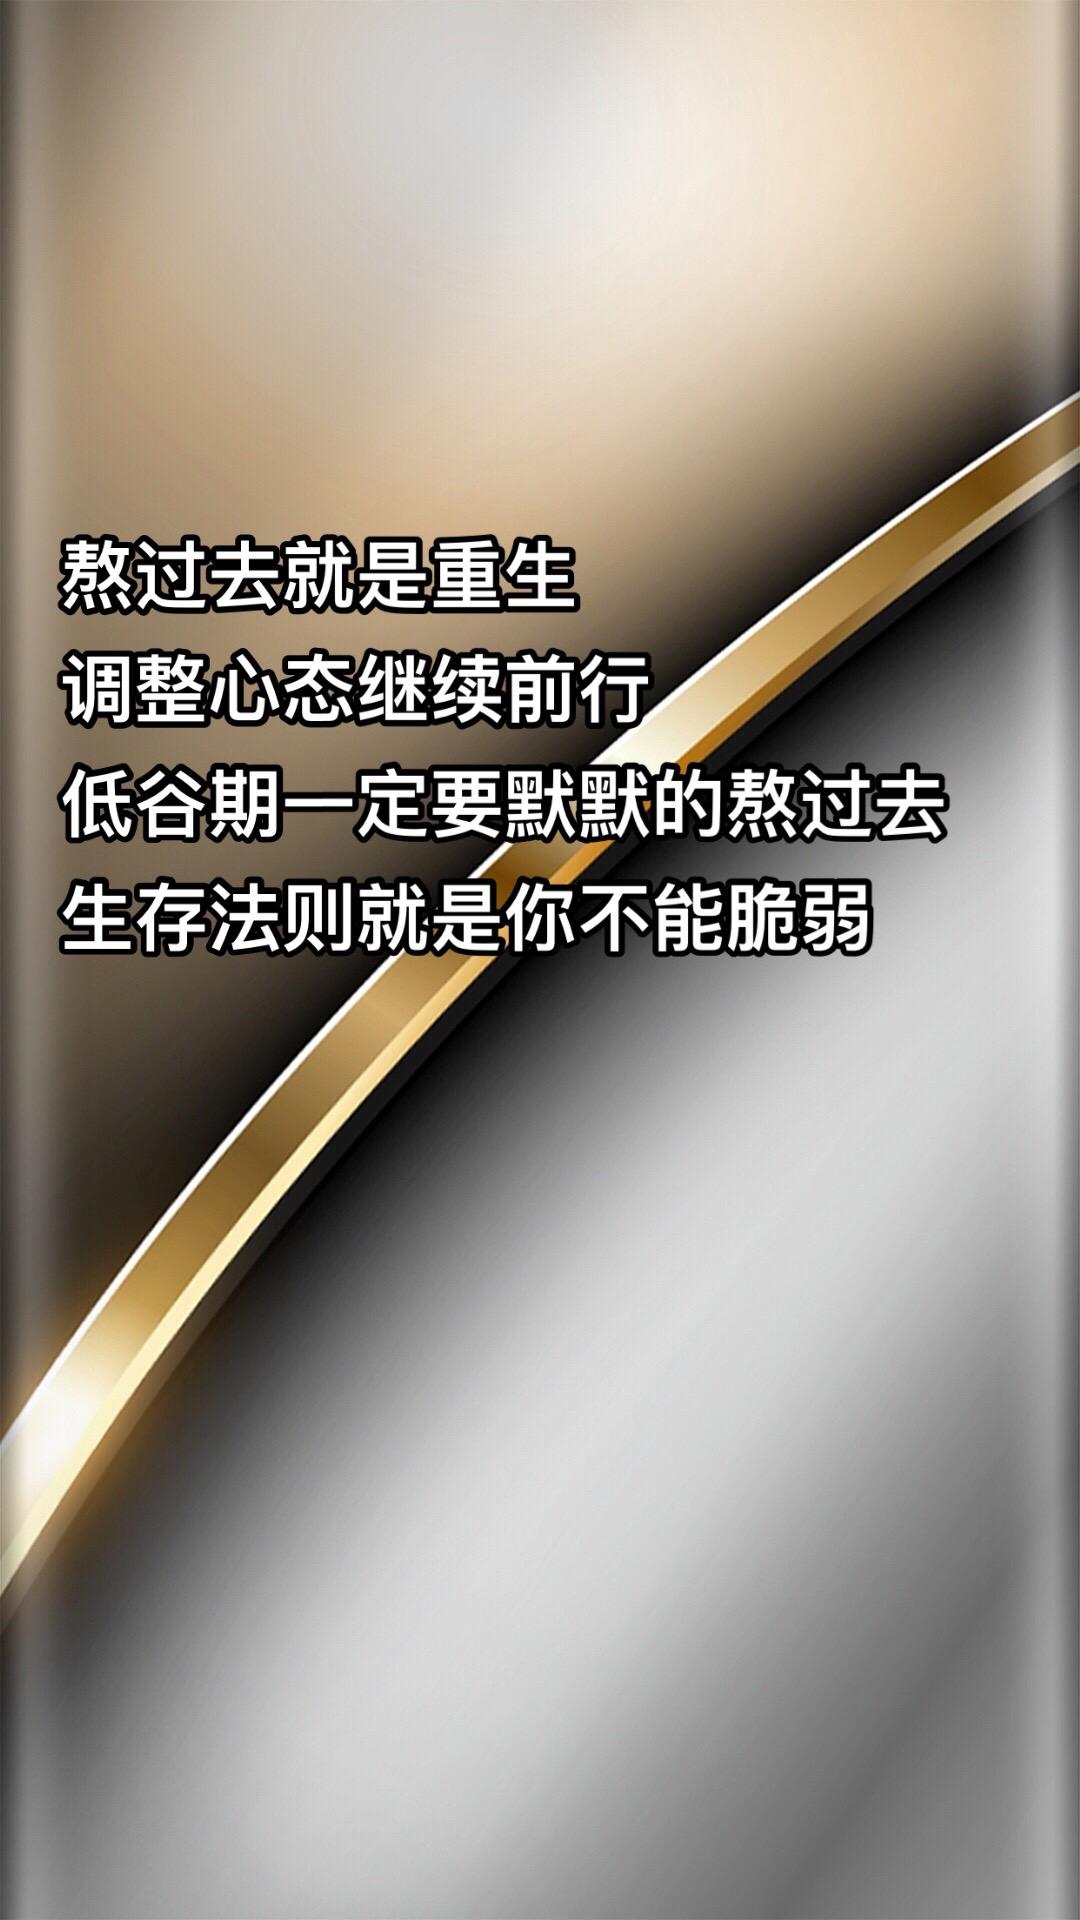 熬过去就是重生
调整心态继续前行
低谷期一定要默默的熬过去
生存法则就是你不能脆弱